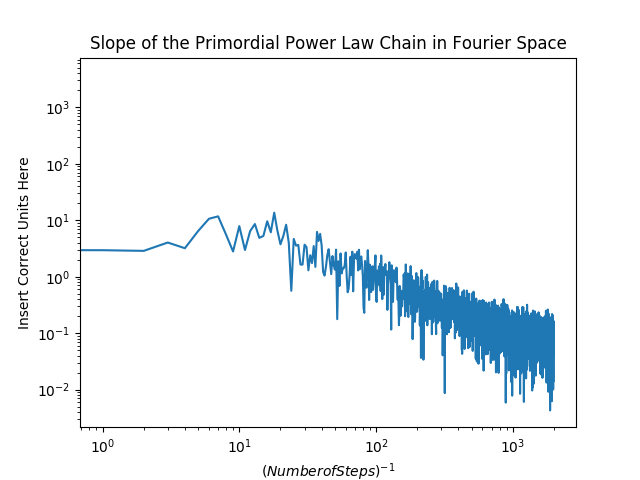 Slope of the Primordial Power Law Chain in Fourier Space
Insert Correct Units Here
10³
10²
10¹
10⁰
10⁻¹
10⁻²
10⁰ 10¹ 10² 10³
(NumberofSteps)⁻¹